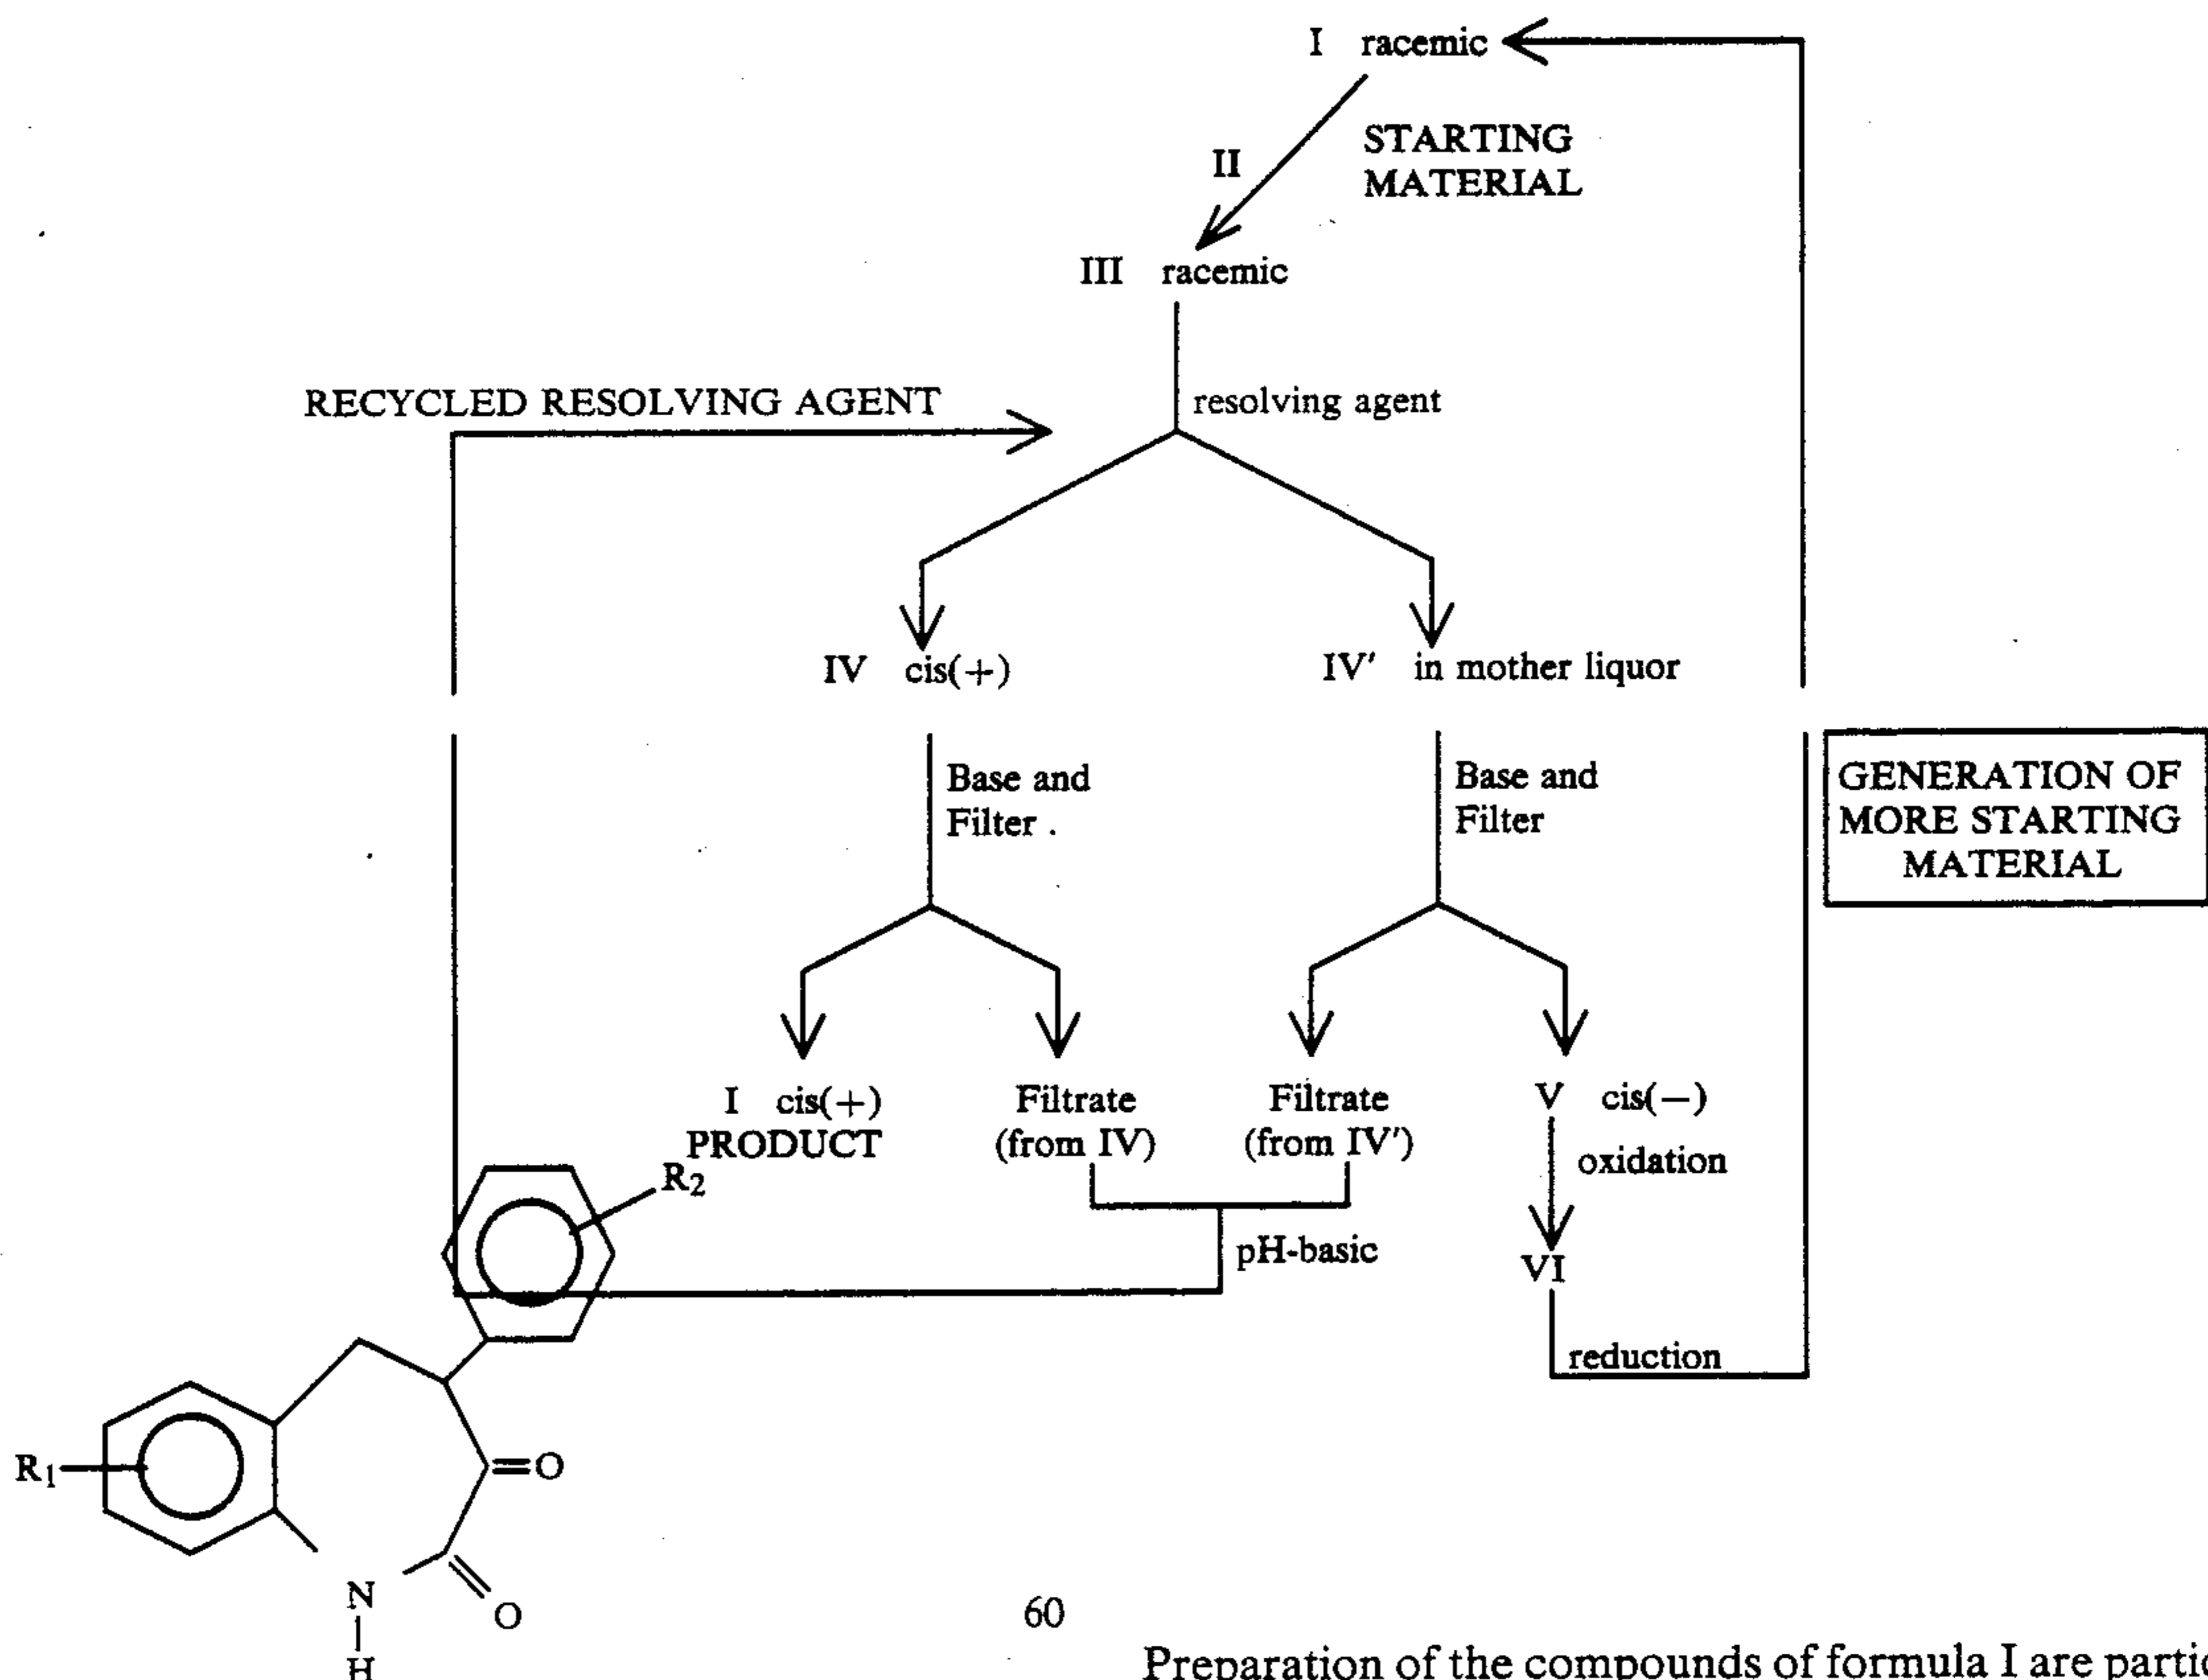 I racemic
STARTING
MATERIAL
II
III racemic
RECYCLED RESOLVING AGENT
resolving agent
IV cis(+)
IV' in mother liquor
Base and
Filter .
Base and
Filter
GENERATION OF
MORE STARTING
MATERIAL
I cis(+)
PRODUCT
Filtrate
(from IV)
Filtrate
(from IV')
V cis(−)
oxidation
R2
pH-basic
VI
reduction
R1
=O
O
N
H
60
Preparation of the compounds of formula I are parti